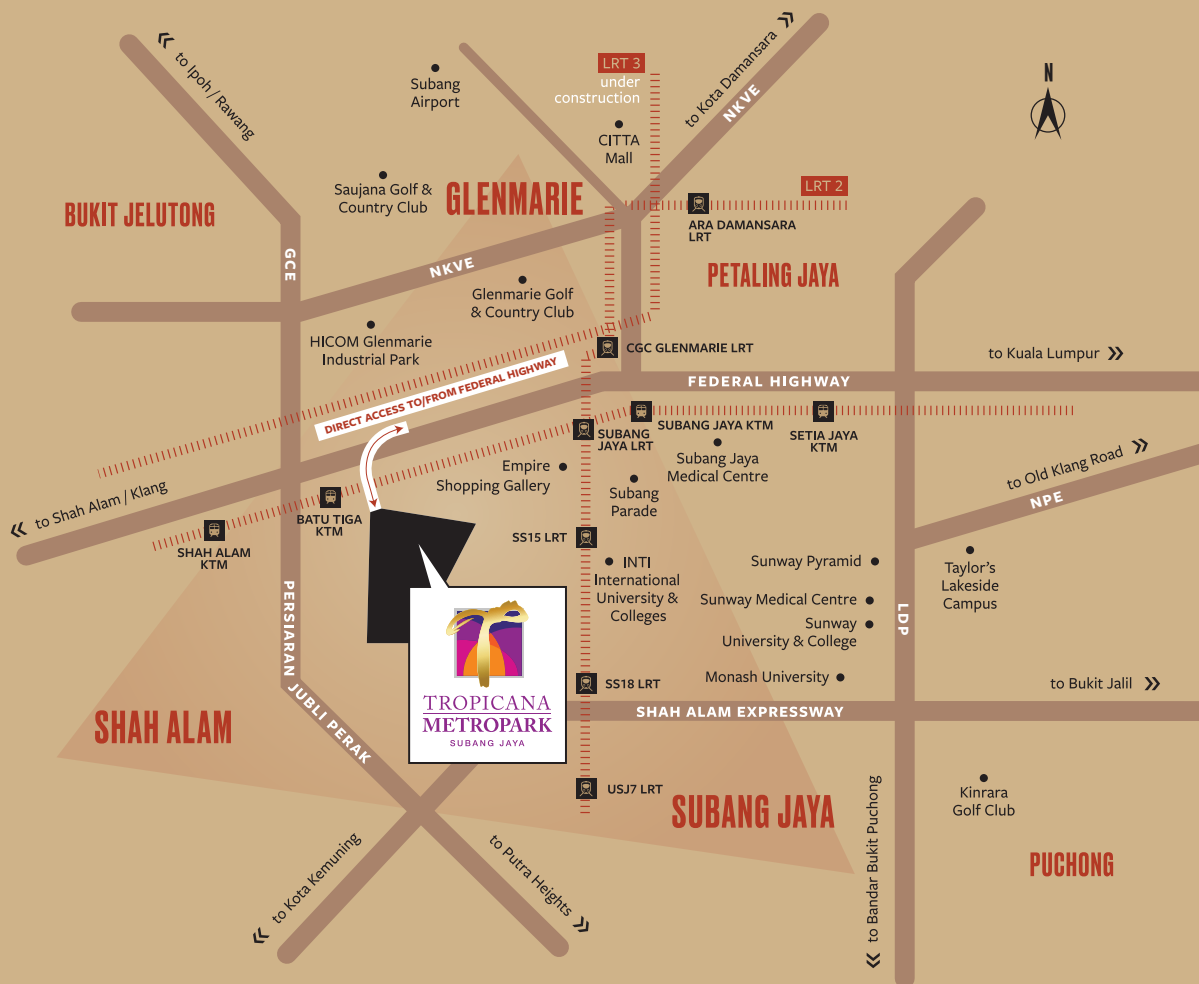 to Ipoh / Rawang
Subang
Airport
LRT 3
under
construction
to Kota Damansara
NKVE
N
CITTA
Mall
Saujana Golf &
Country Club
GLENMARIE
LRT 2
BUKIT JELUTONG
ARA DAMANSARA
LRT
GCE
NKVE
PETALING JAYA
Glenmarie Golf
& Country Club
HICOM Glenmarie
Industrial Park
CGC GLENMARIE LRT
to Kuala Lumpur
DIRECT ACCESS TO/FROM FEDERAL HIGHWAY
FEDERAL HIGHWAY
SUBANG JAYA KTM
SETIA JAYA
KTM
SUBANG
JAYA LRT
Subang Jaya
Medical Centre
Empire
Shopping Gallery
Subang
Parade
to Old Klang Road
NPE
to Shah Alam / Klang
BATU TIGA
KTM
SHAH ALAM
KTM
SS15 LRT
INTI
International
University &
Colleges
Sunway Pyramid
Taylor's
Lakeside
Campus
Sunway Medical Centre
Sunway
University & College
LDP
PERSIARAN
JUBLI PERAK
Monash University
SS18 LRT
to Bukit Jalil
TROPICANA
METROPARK
SUBANG JAYA
SHAH ALAM EXPRESSWAY
SHAH ALAM
USJ7 LRT
SUBANG JAYA
Kinrara
Golf Club
to Bandar Bukit Puchong
PUCHONG
to Kota Kemuning
to Putra Heights